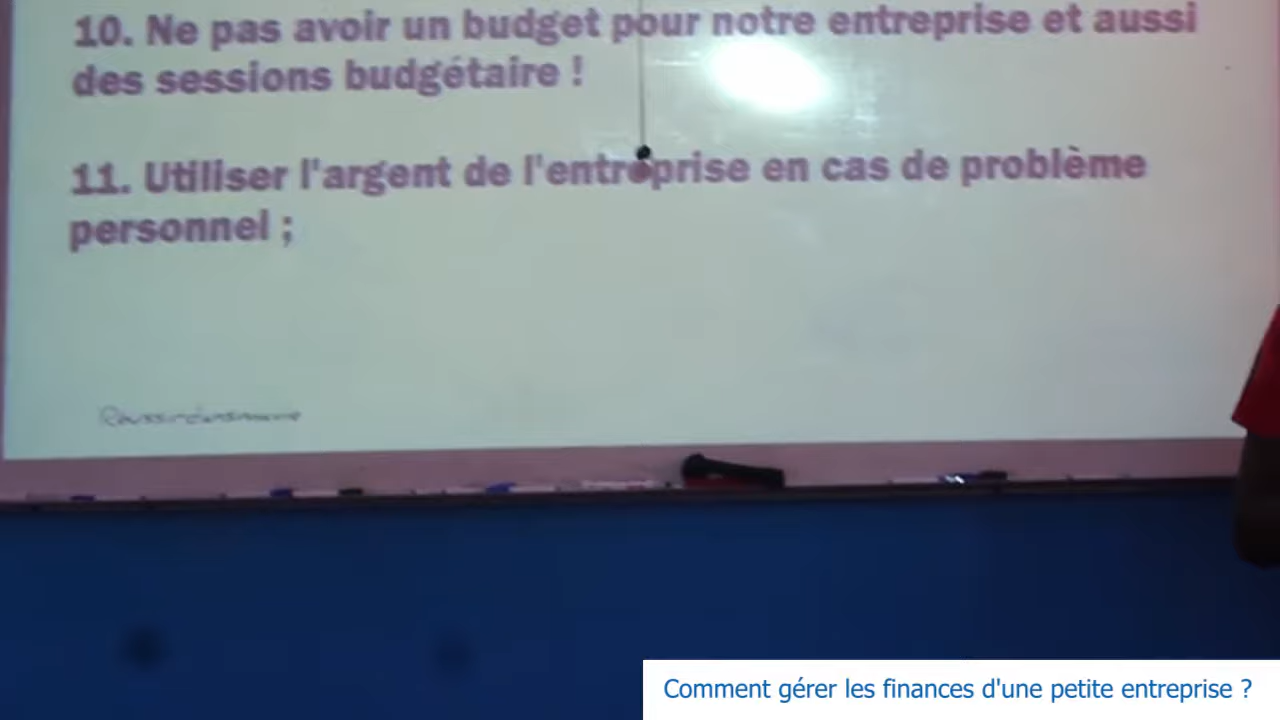 10. Ne pas avoir un budget pour notre entreprise et aussi
des sessions budgétaire !
11. Utiliser l'argent de l'entreprise en cas de problème
personnel ;
Comment gérer les finances d'une petite entreprise ?